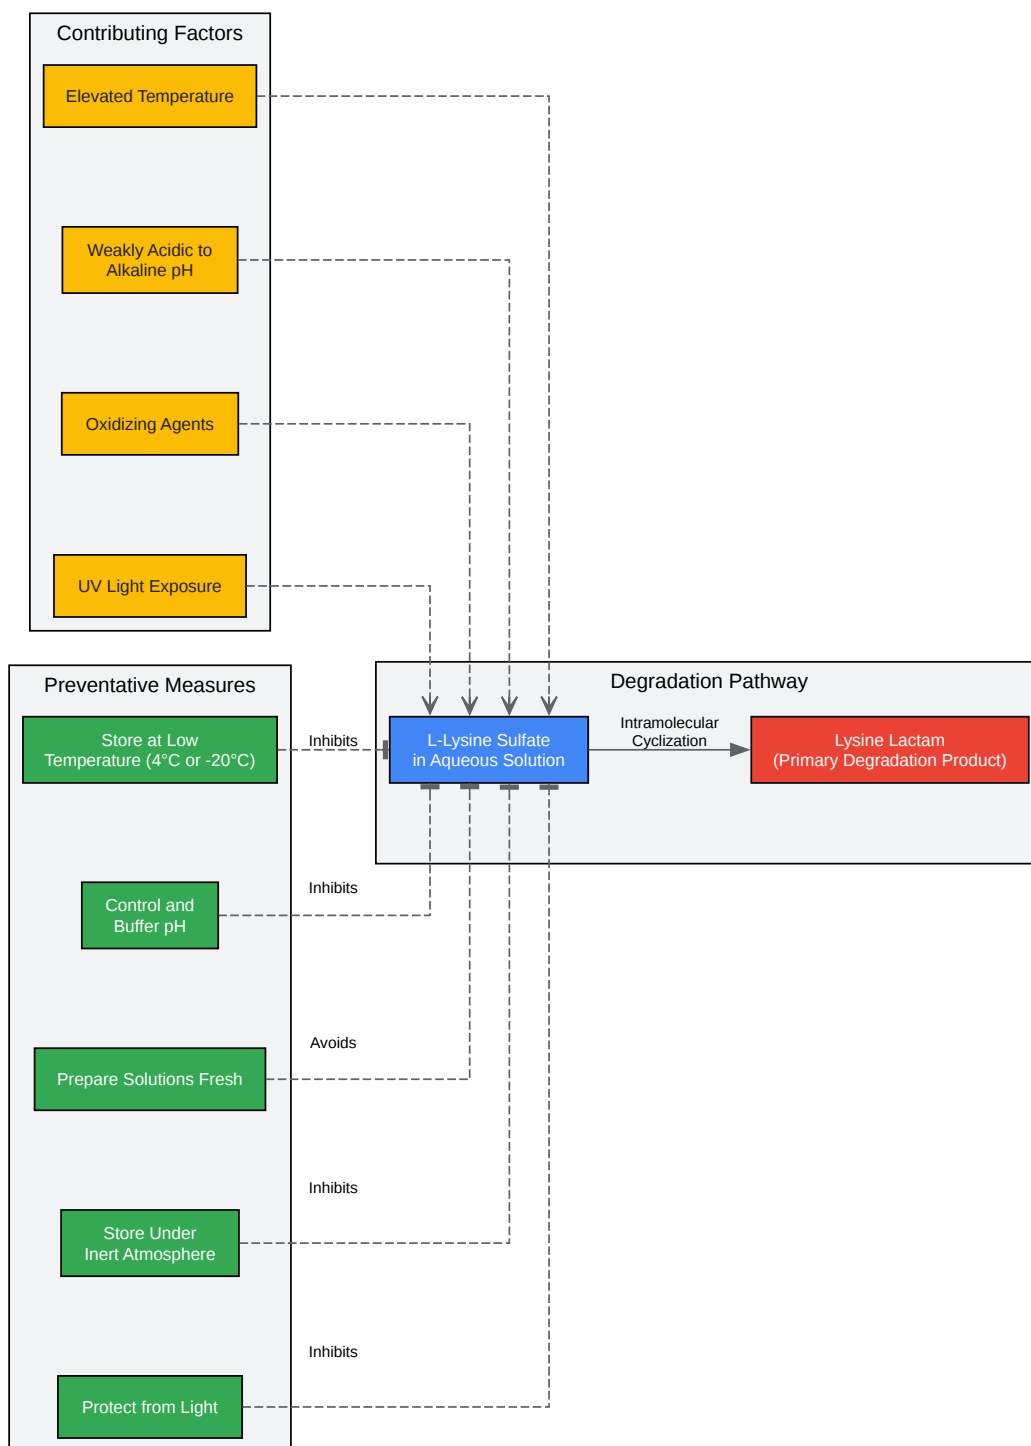 Contributing Factors
Elevated Temperature
Weakly Acidic to
Alkaline pH
Oxidizing Agents
UV Light Exposure
Preventative Measures
Store at Low
Temperature (4°C or -20°C)
Inhibits
Control and
Buffer pH
Inhibits
Prepare Solutions Fresh
Avoids
Store Under
Inert Atmosphere
Inhibits
Protect from Light
Inhibits
Degradation Pathway
L-Lysine Sulfate
in Aqueous Solution
Intramolecular
Cyclization
Lysine Lactam
(Primary Degradation Product)